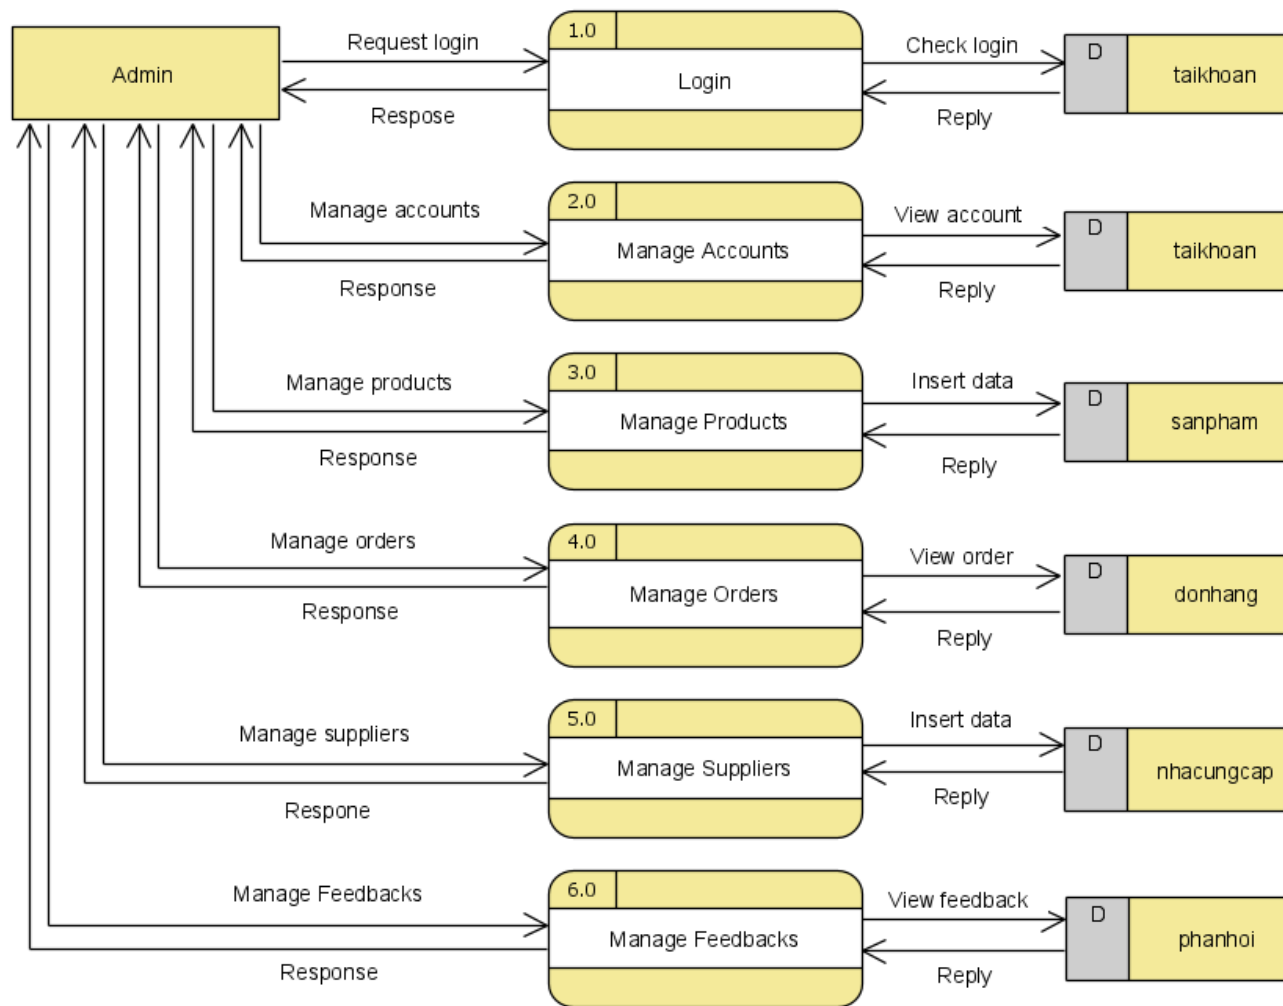 Admin
Request login
Respose
1.0
Login
Check login
Reply
D
taikhoan
Manage accounts
Response
2.0
Manage Accounts
View account
Reply
D
taikhoan
Manage products
Response
3.0
Manage Products
Insert data
Reply
D
sanpham
Manage orders
Response
4.0
Manage Orders
View order
Reply
D
donhang
Manage suppliers
Respone
5.0
Manage Suppliers
Insert data
Reply
D
nhacungcap
Manage Feedbacks
Response
6.0
Manage Feedbacks
View feedback
Reply
D
phanhoi